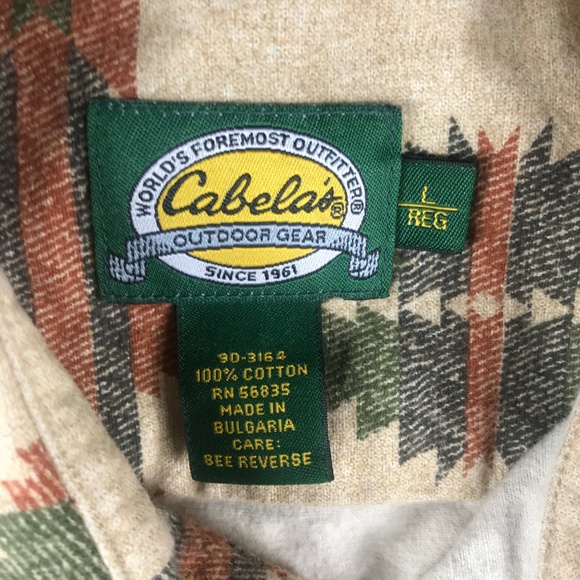 WORLD'S FOREMOST OUTFITTER®
Cabela's®
OUTDOOR GEAR
SINCE 1961
L
REG
90-3164
100% COTTON
RN 56835
MADE IN
BULGARIA
CARE:
SEE REVERSE